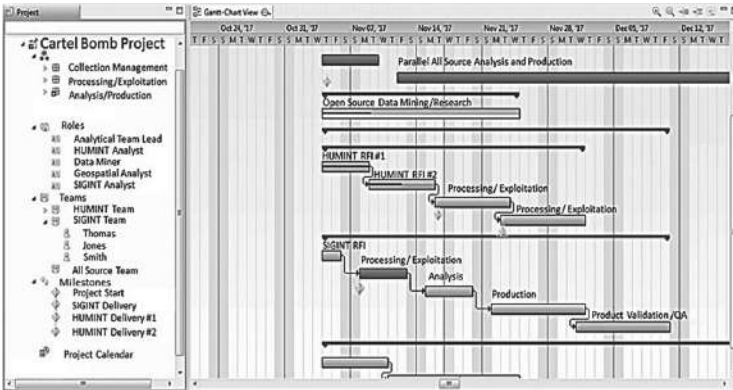 Project
Cartel Bomb Project
Collection Management
Processing/Exploitation
Analysis/Production
Roles
Analytical Team Lead
HUMINT Analyst
Data Miner
Geospatial Analyst
SIGINT Analyst
Teams
HUMINT Team
SIGINT Team
Thomas
Jones
Smith
All Source Team
Milestones
Project Start
SIGINT Delivery
HUMINT Delivery #1
HUMINT Delivery #2
Project Calendar
Gantt-Chart View
Oct 24, '17 Oct 31, '17 Nov 07, '17 Nov 14, '17 Nov 21, '17 Nov 28, '17 Dec 05, '17 Dec 12, '17
T F S S M T W T F S S M T W T F S S M T W T F S S M T W T F S S M T W T F S S M T W T F S S M T W T F S S M T
Parallel All Source Analysis and Production
Open Source Data Mining/Research
HUMINT RFI #1
HUMINT RFI #2
Processing/ Exploitation
Processing/ Exploitation
SIGINT RFI
Processing/ Exploitation
Analysis
Production
Product Validation /QA